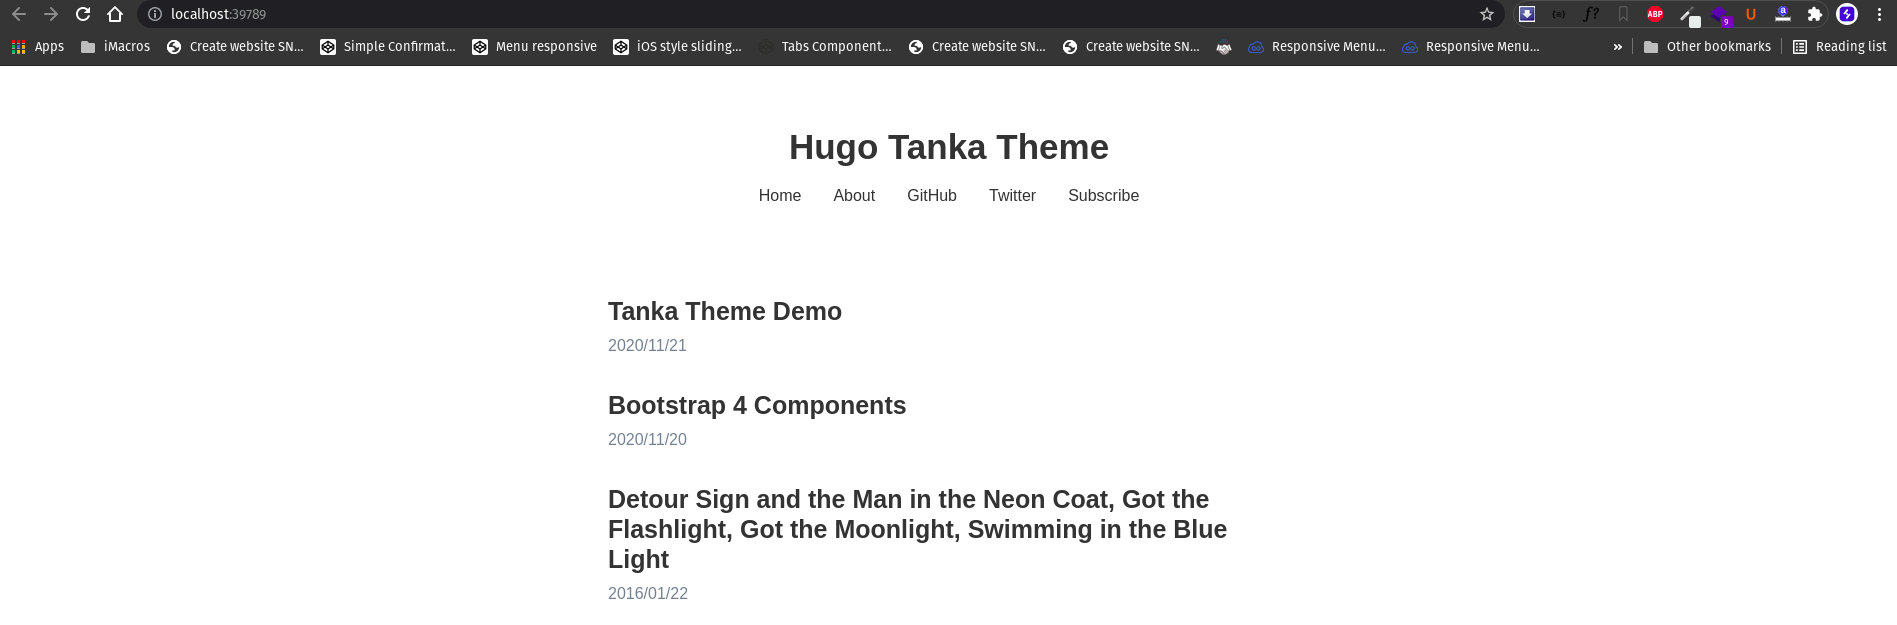 localhost:39789
ABP
9
Apps iMacros Create website SN... Simple Confirmat... Menu responsive iOS style sliding... Tabs Component... Create website SN... Create website SN... Responsive Menu... Responsive Menu... » Other bookmarks Reading list
Hugo Tanka Theme
Home About GitHub Twitter Subscribe
Tanka Theme Demo
2020/11/21
Bootstrap 4 Components
2020/11/20
Detour Sign and the Man in the Neon Coat, Got the
Flashlight, Got the Moonlight, Swimming in the Blue
Light
2016/01/22